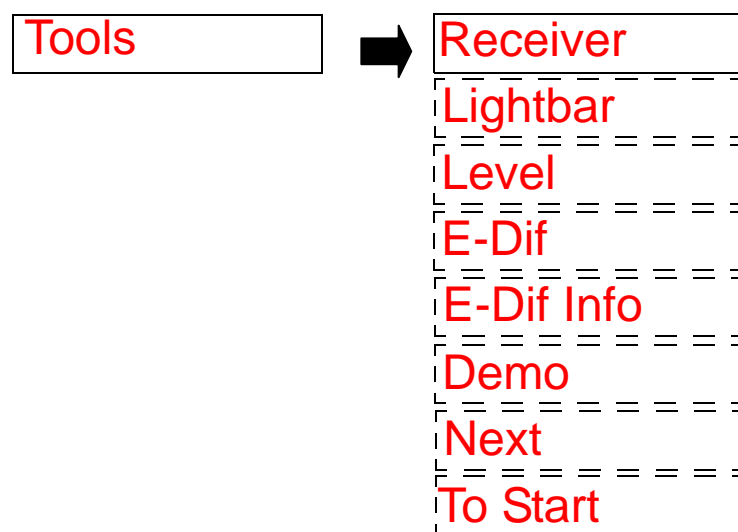 Tools
Receiver
Lightbar
Level
E-Dif
E-Dif Info
Demo
Next
To Start